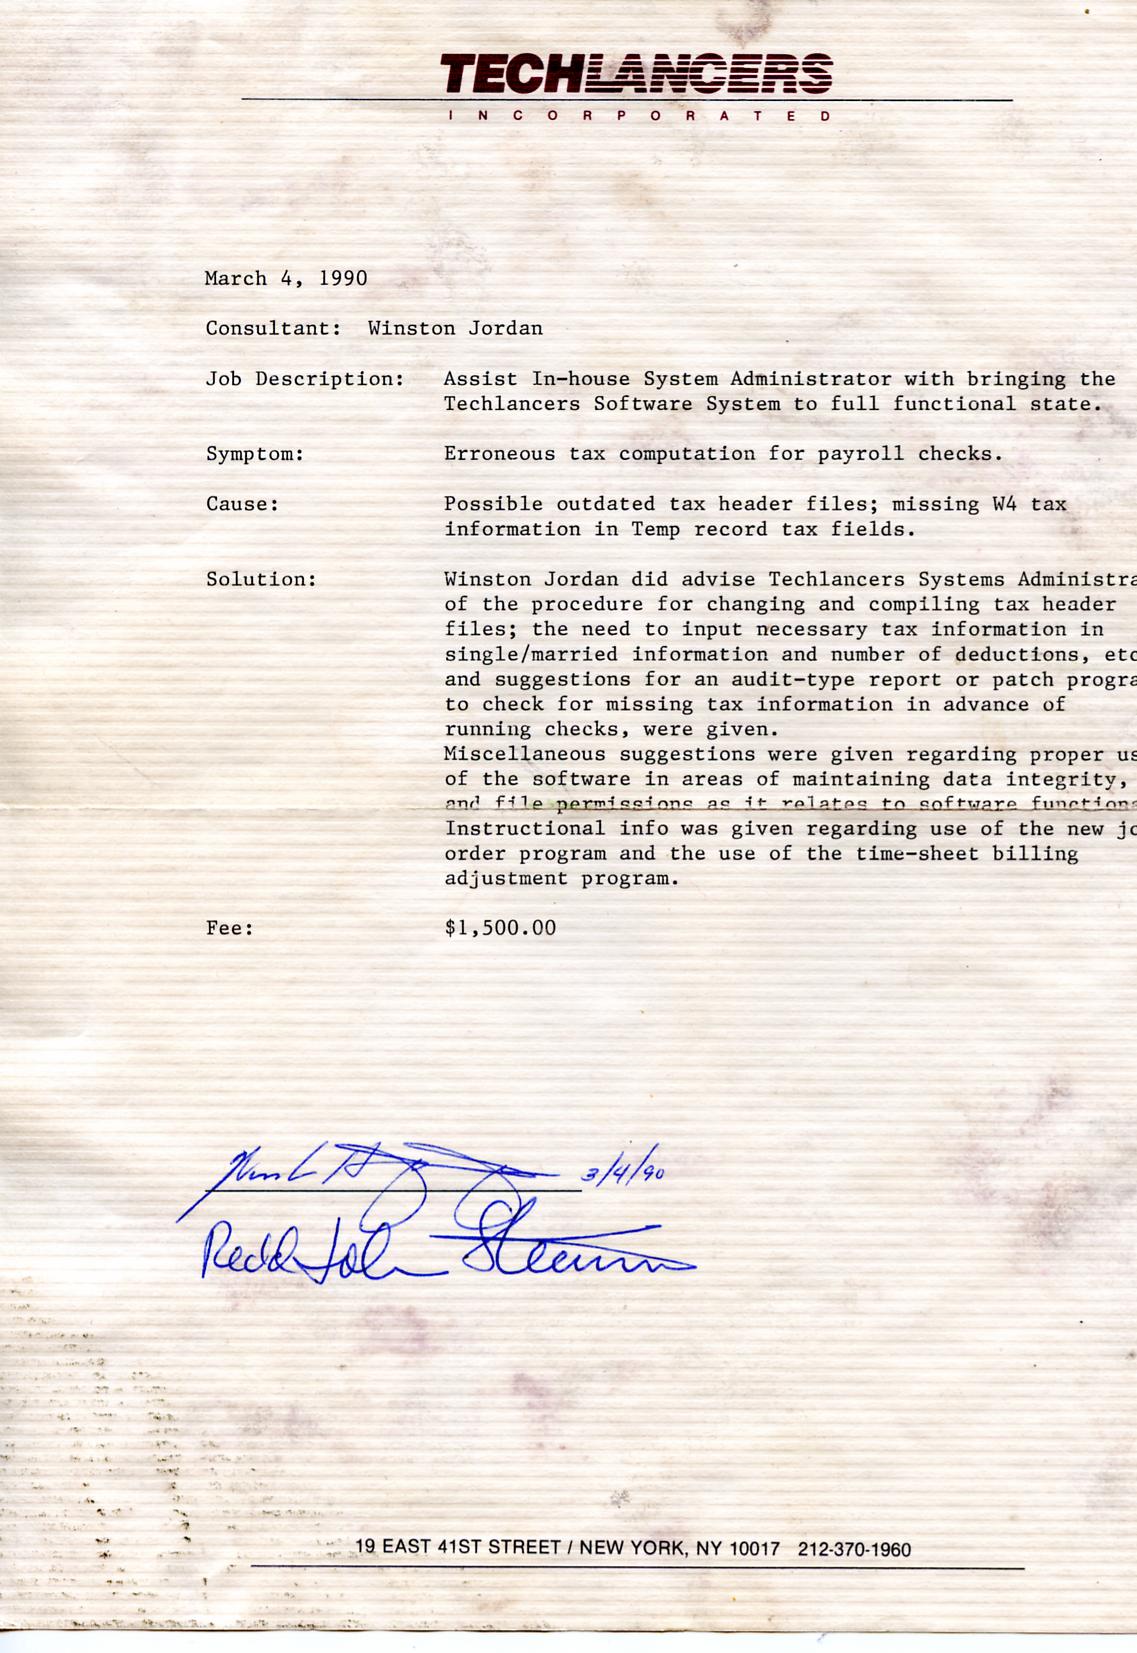 TECHLANCERS
INCORPORATED
March 4, 1990
Consultant: Winston Jordan
Job Description: Assist In-house System Administrator with bringing the
Techlancers Software System to full functional state.
Symptom: Erroneous tax computation for payroll checks.
Cause: Possible outdated tax header files; missing W4 tax
information in Temp record tax fields.
Solution: Winston Jordan did advise Techlancers Systems Administra
of the procedure for changing and compiling tax header
files; the need to input necessary tax information in
single/married information and number of deductions, etc
and suggestions for an audit-type report or patch progra
to check for missing tax information in advance of
running checks, were given.
Miscellaneous suggestions were given regarding proper us
of the software in areas of maintaining data integrity,
and file permissions as it relates to software function
Instructional info was given regarding use of the new jo
order program and the use of the time-sheet billing
adjustment program.
Fee: $1,500.00
3/4/90
19 EAST 41ST STREET / NEW YORK, NY 10017 212-370-1960